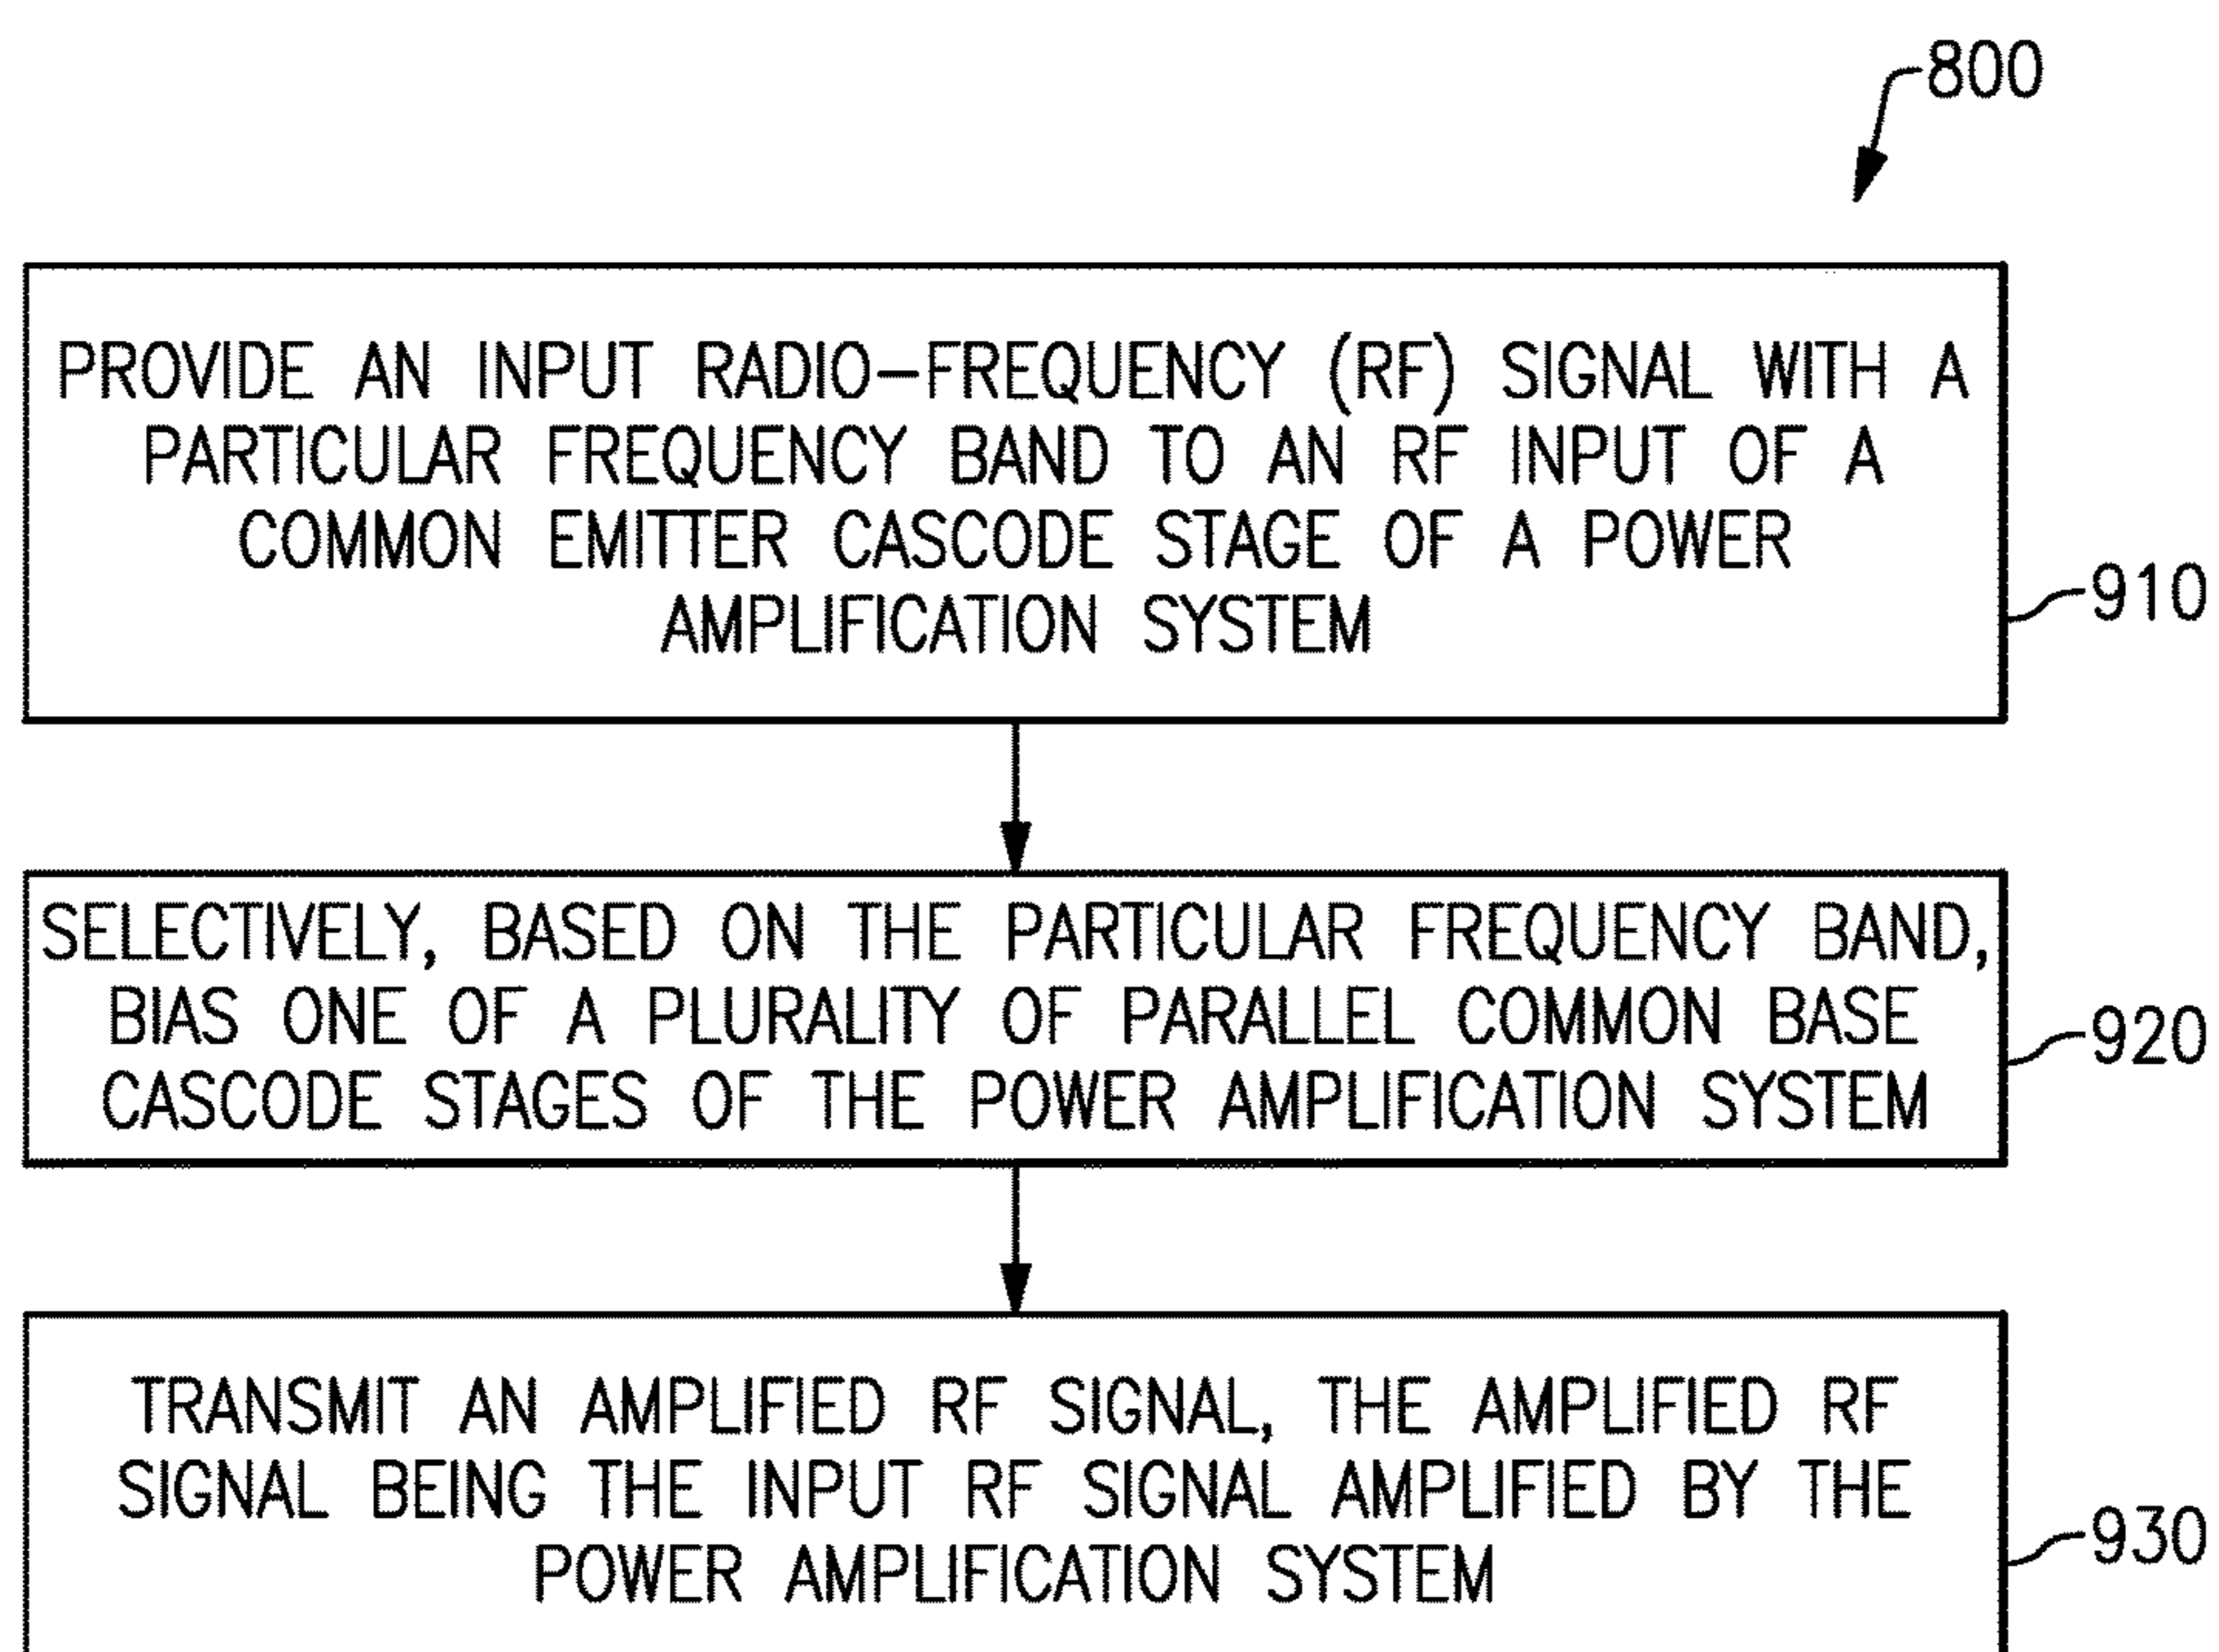 800
PROVIDE AN INPUT RADIO-FREQUENCY (RF) SIGNAL WITH A
PARTICULAR FREQUENCY BAND TO AN RF INPUT OF A
COMMON EMITTER CASCODE STAGE OF A POWER
AMPLIFICATION SYSTEM
910
SELECTIVELY, BASED ON THE PARTICULAR FREQUENCY BAND,
BIAS ONE OF A PLURALITY OF PARALLEL COMMON BASE
CASCODE STAGES OF THE POWER AMPLIFICATION SYSTEM
920
TRANSMIT AN AMPLIFIED RF SIGNAL, THE AMPLIFIED RF
SIGNAL BEING THE INPUT RF SIGNAL AMPLIFIED BY THE
POWER AMPLIFICATION SYSTEM
930